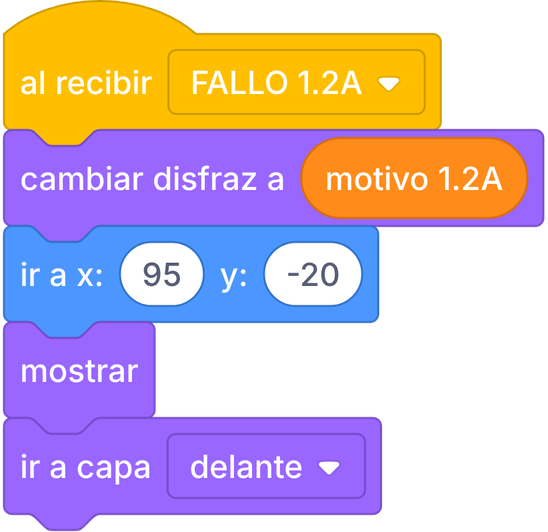 al recibir FALLO 1.2A
cambiar disfraz a motivo 1.2A
ir a x: 95 y: -20
mostrar
ir a capa delante